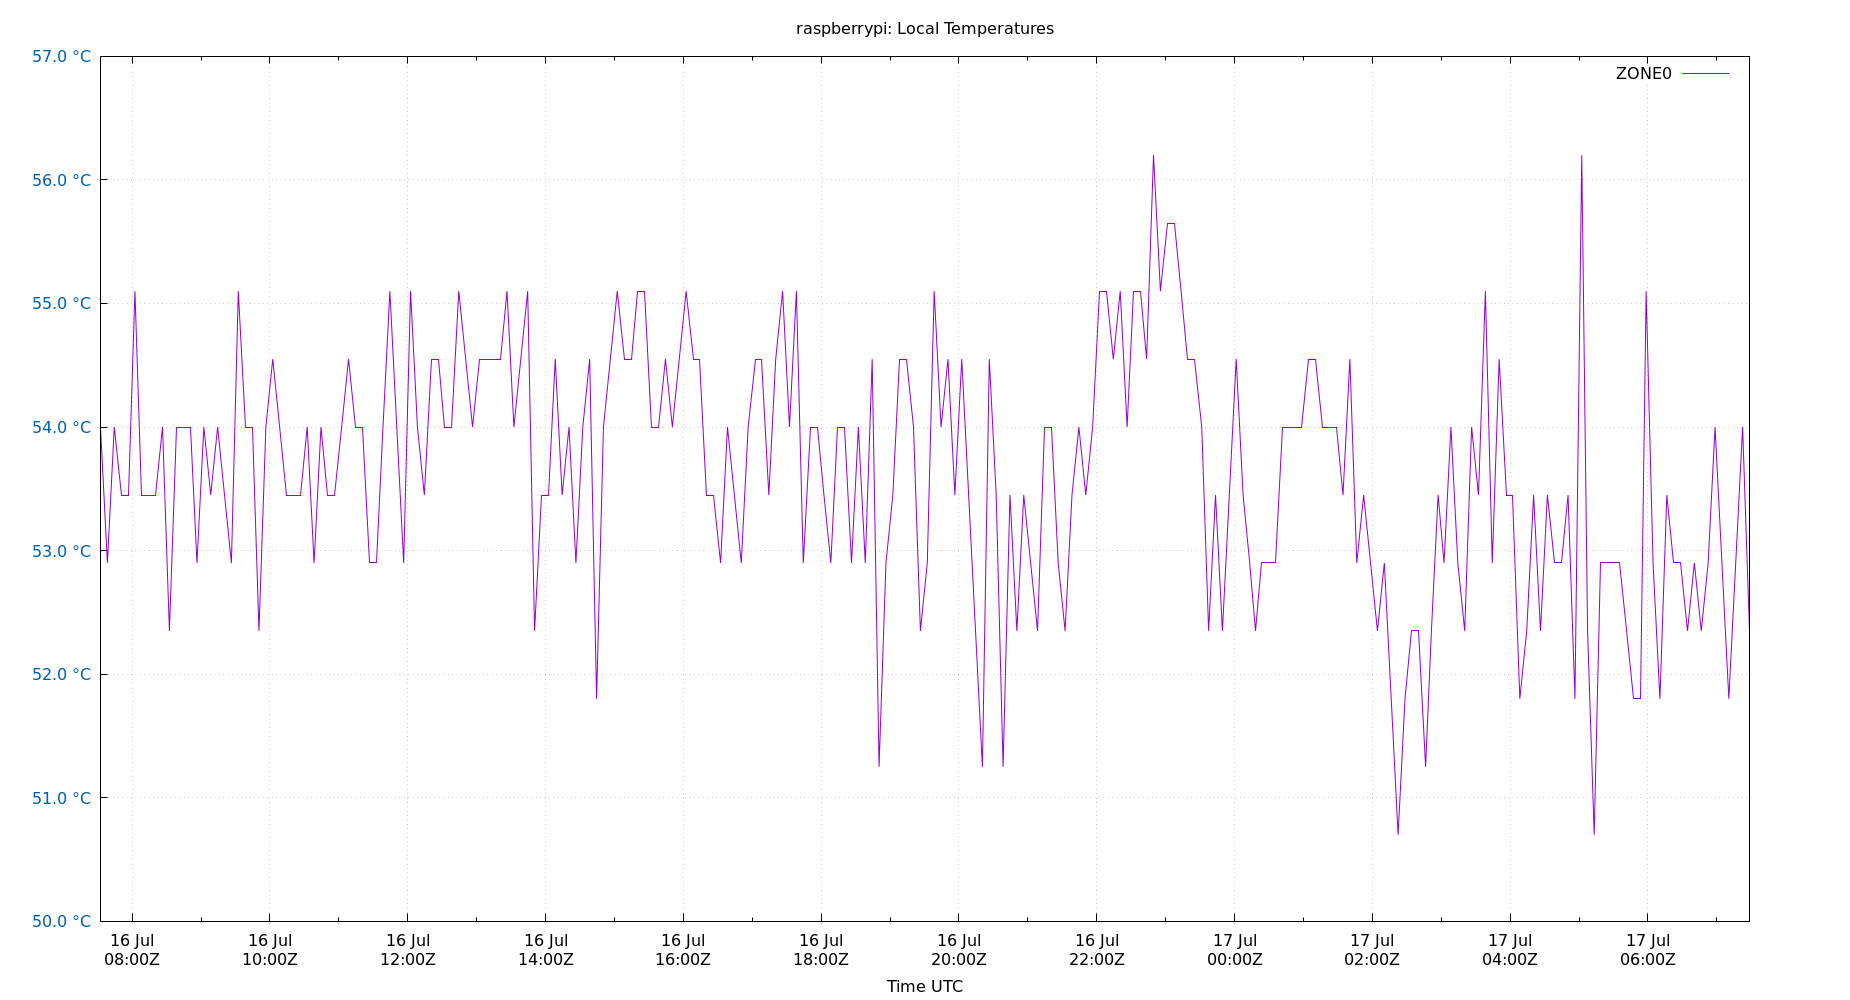 raspberrypi: Local Temperatures
57.0 °C
ZONE0
56.0 °C
55.0 °C
54.0 °C
53.0 °C
52.0 °C
51.0 °C
50.0 °C
16 Jul 16 Jul 16 Jul 16 Jul 16 Jul 16 Jul 16 Jul 16 Jul 17 Jul 17 Jul 17 Jul 17 Jul
08:00Z 10:00Z 12:00Z 14:00Z 16:00Z 18:00Z 20:00Z 22:00Z 00:00Z 02:00Z 04:00Z 06:00Z
Time UTC